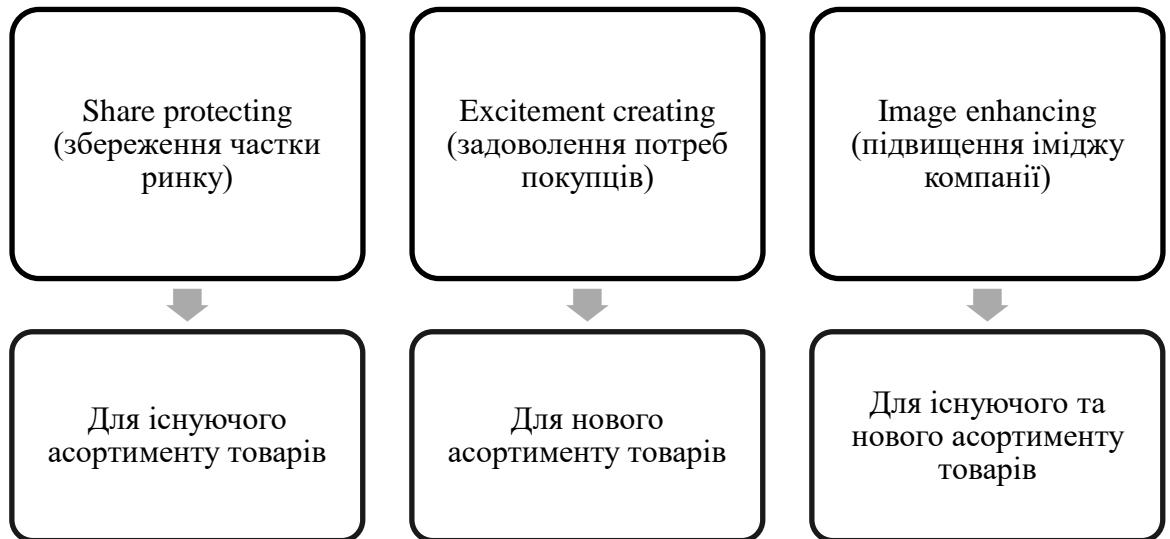 Share protecting
(збереження частки
ринку)
Excitement creating
(задоволення потреб
покупців)
Image enhancing
(підвищення іміджу
компанії)
Для існуючого
асортименту товарів
Для нового
асортименту товарів
Для існуючого та
нового асортименту
товарів